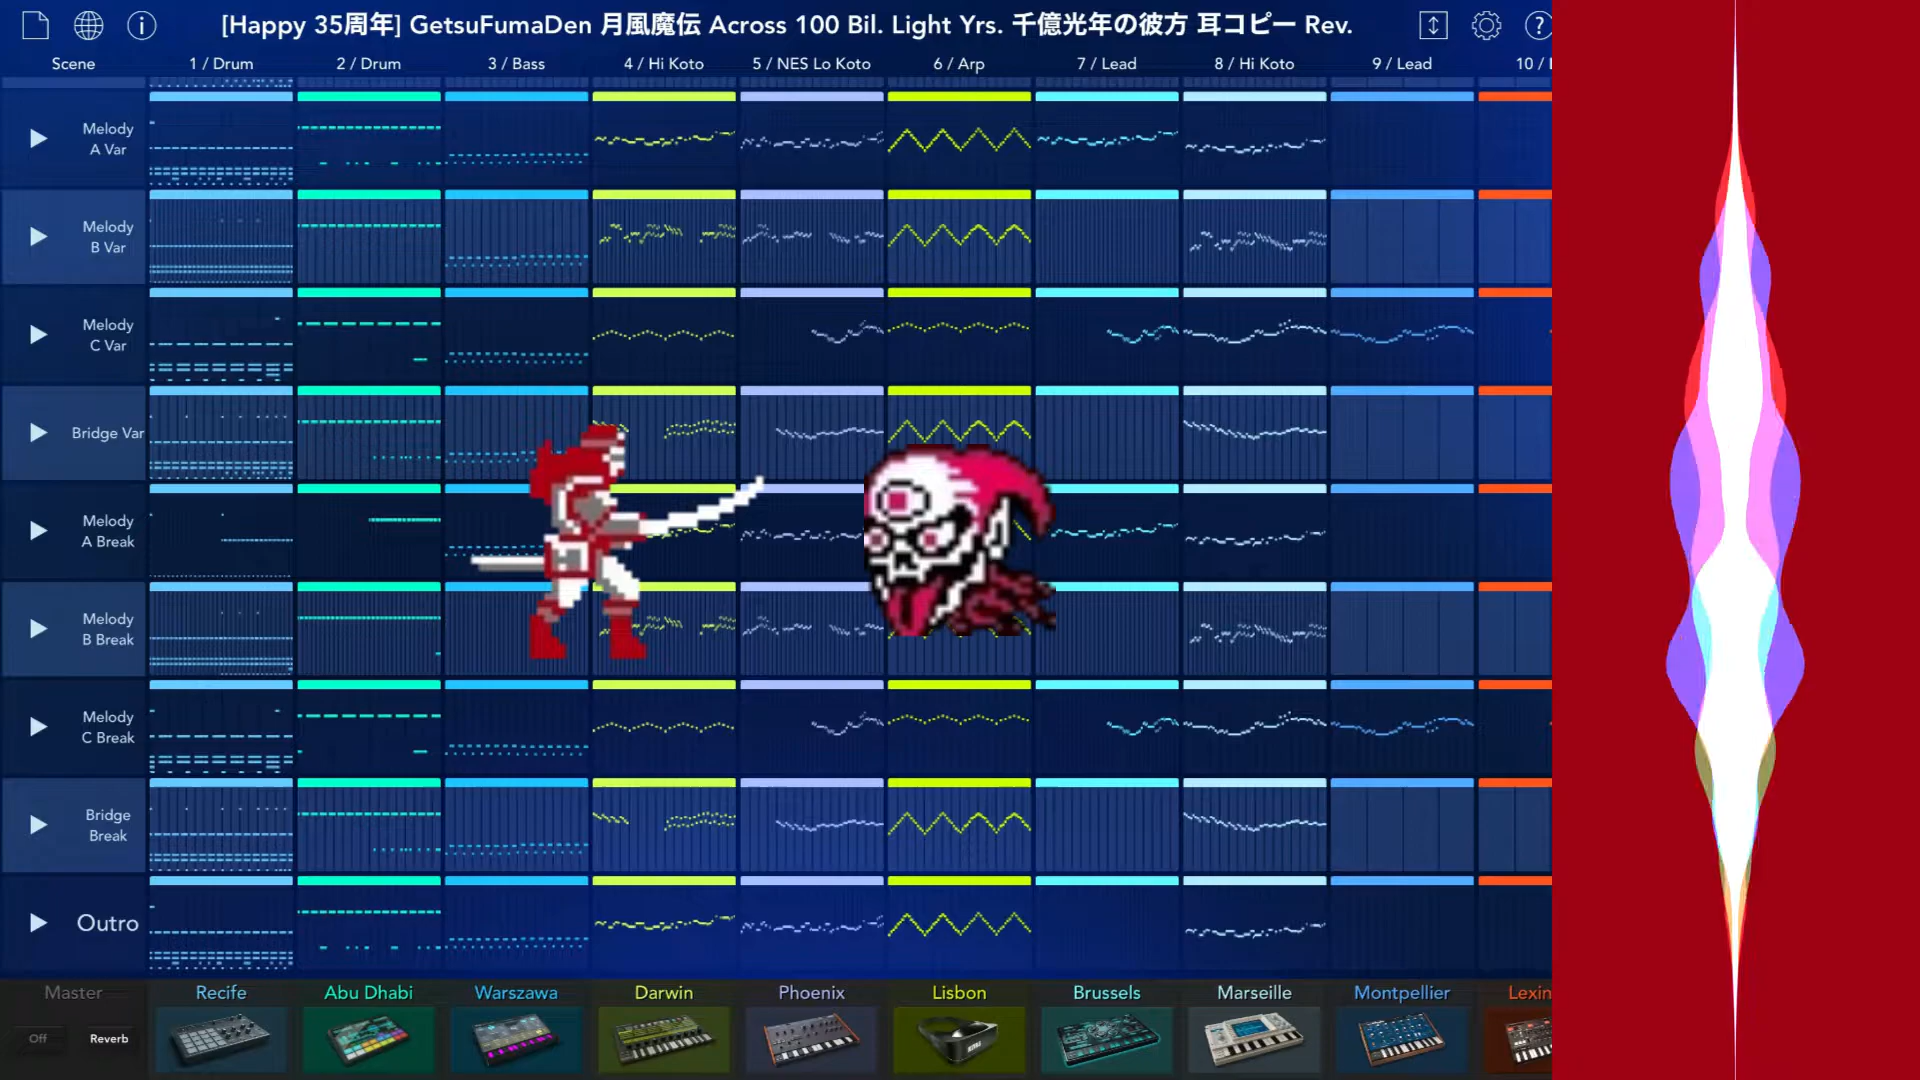 [Happy 35周年] GetsuFumaDen 月風魔伝 Across 100 Bil. Light Yrs. 千億光年の彼方 耳コピー Rev.
Scene
1 / Drum
2 / Drum
3 / Bass
4 / Hi Koto
5 / NES Lo Koto
6 / Arp
7 / Lead
8 / Hi Koto
9 / Lead
10 /
Melody
A Var
Melody
B Var
Melody
C Var
Bridge Var
Melody
A Break
Melody
B Break
Melody
C Break
Bridge
Break
Outro
Master
Recife
Abu Dhabi
Warszawa
Darwin
Phoenix
Lisbon
Brussels
Marseille
Montpellier
Lexin
Off
Reverb